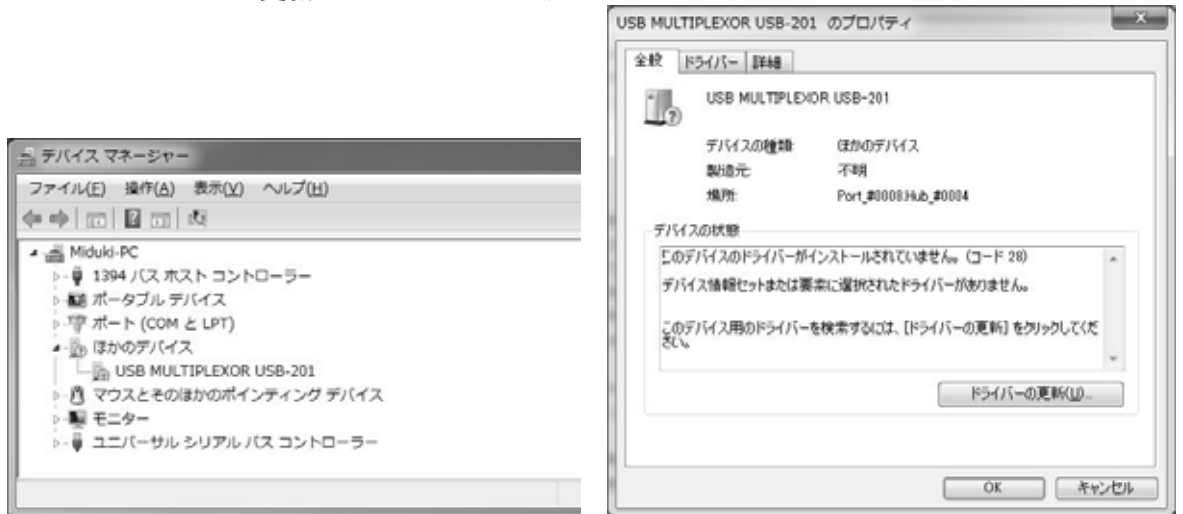 デバイス マネージャー
ファイル(F) 操作(A) 表示(V) ヘルプ(H)
Miduki-PC
1394 バス ホスト コントローラー
ポータブル デバイス
ポート (COM と LPT)
ほかのデバイス
USB MULTIPLEXOR USB-201
マウスとそのほかのポインティング デバイス
モニター
ユニバーサル シリアル バス コントローラー
USB MULTIPLEXOR USB-201 のプロパティ
全般 ドライバー 詳細
USB MULTIPLEXOR USB-201
デバイスの種類: ほかのデバイス
製造元: 不明
場所: Port_#0008.Hub_#0004
デバイスの状態
このデバイスのドライバーがインストールされていません。 (コード 28)
デバイス情報セットまたは要素に選択されたドライバーがありません。
このデバイス用のドライバーを検索するには、[ドライバーの更新] をクリックしてくだ
さい。
ドライバーの更新(U)...
OK キャンセル